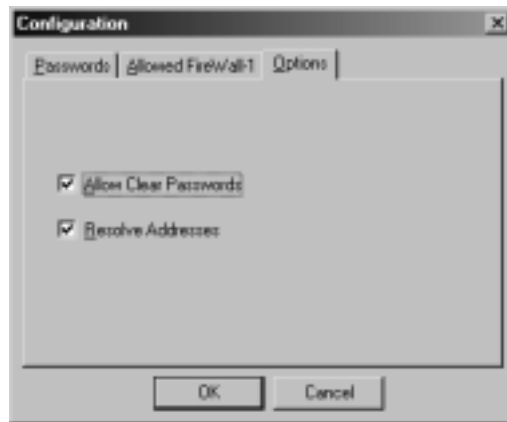 Configuration
Passwords Allowed FireWall-1 Options
Allow Clear Passwords
Resolve Addresses
OK Cancel